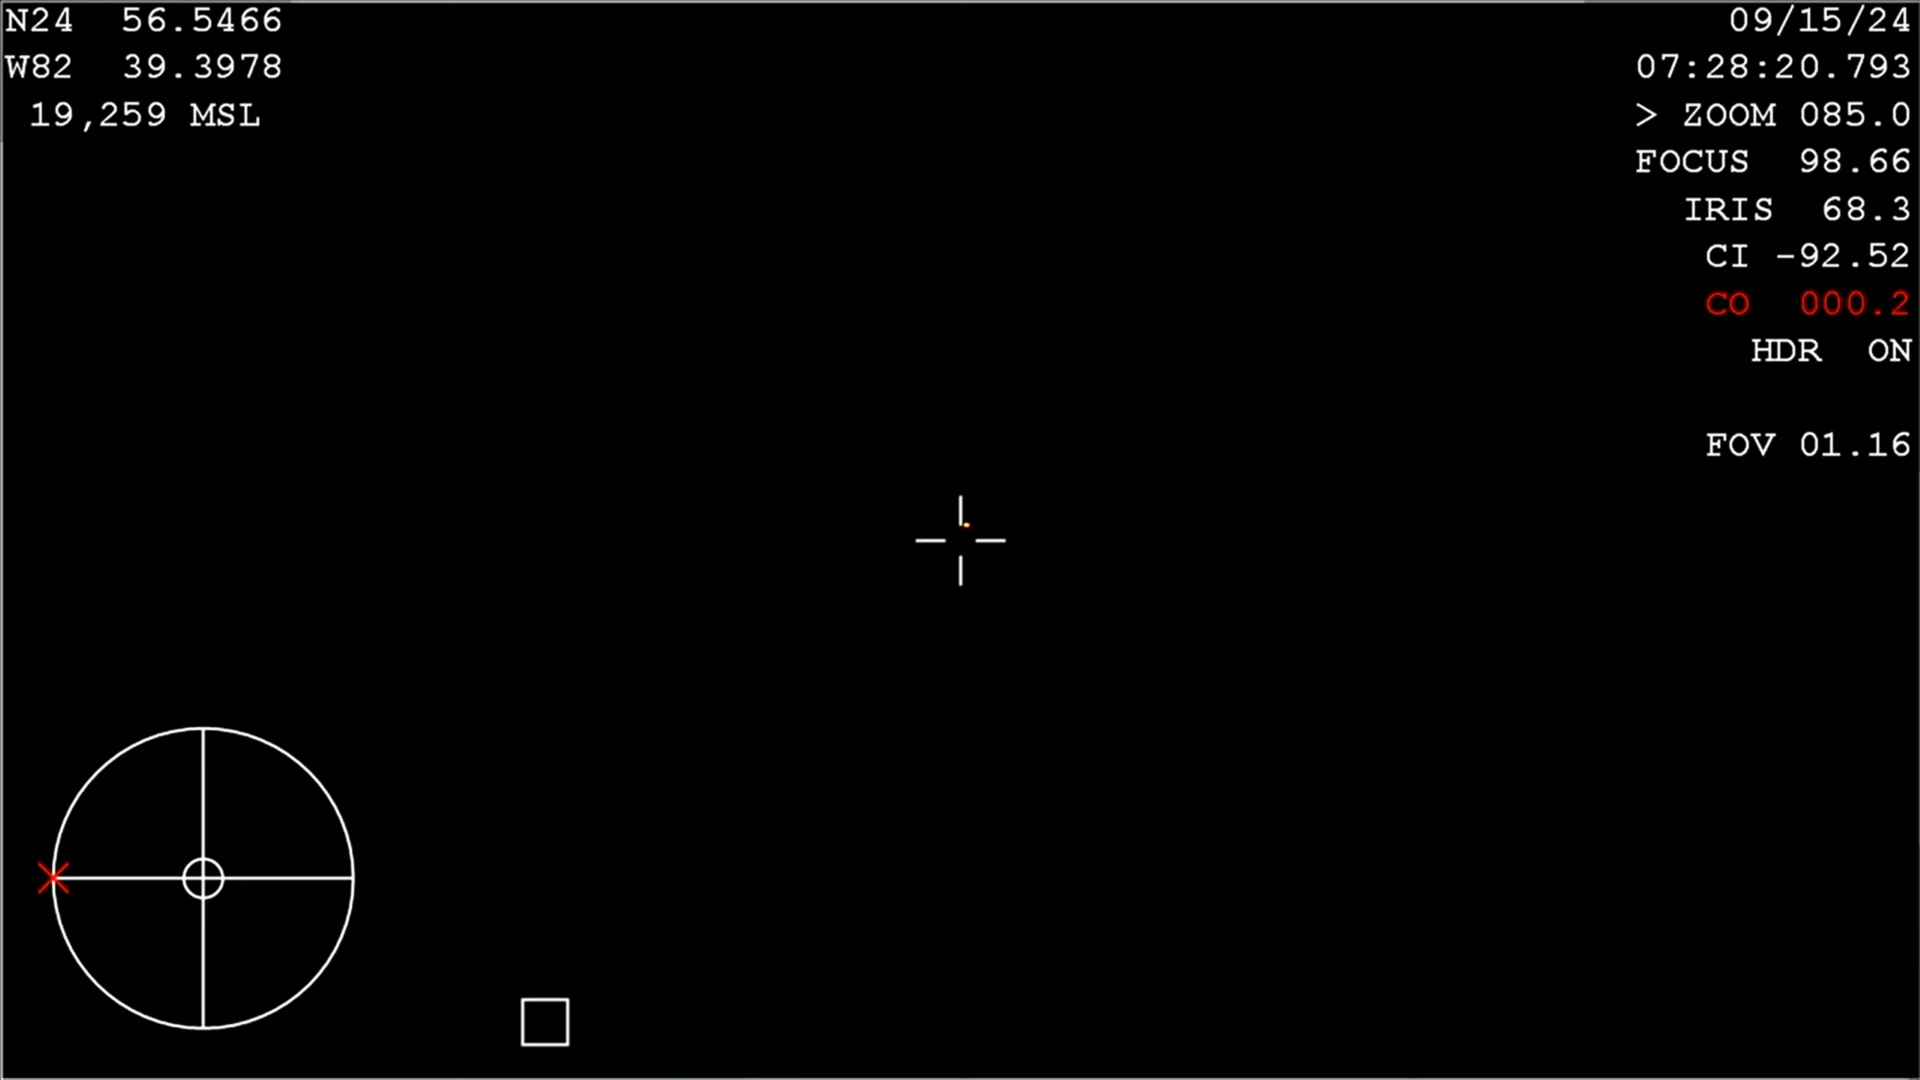 N24  56.5466
W82  39.3978
19,259 MSL
09/15/24
07:28:20.793
> ZOOM 085.0
FOCUS  98.66
IRIS  68.3
CI -92.52
CO  000.2
HDR  ON
FOV 01.16